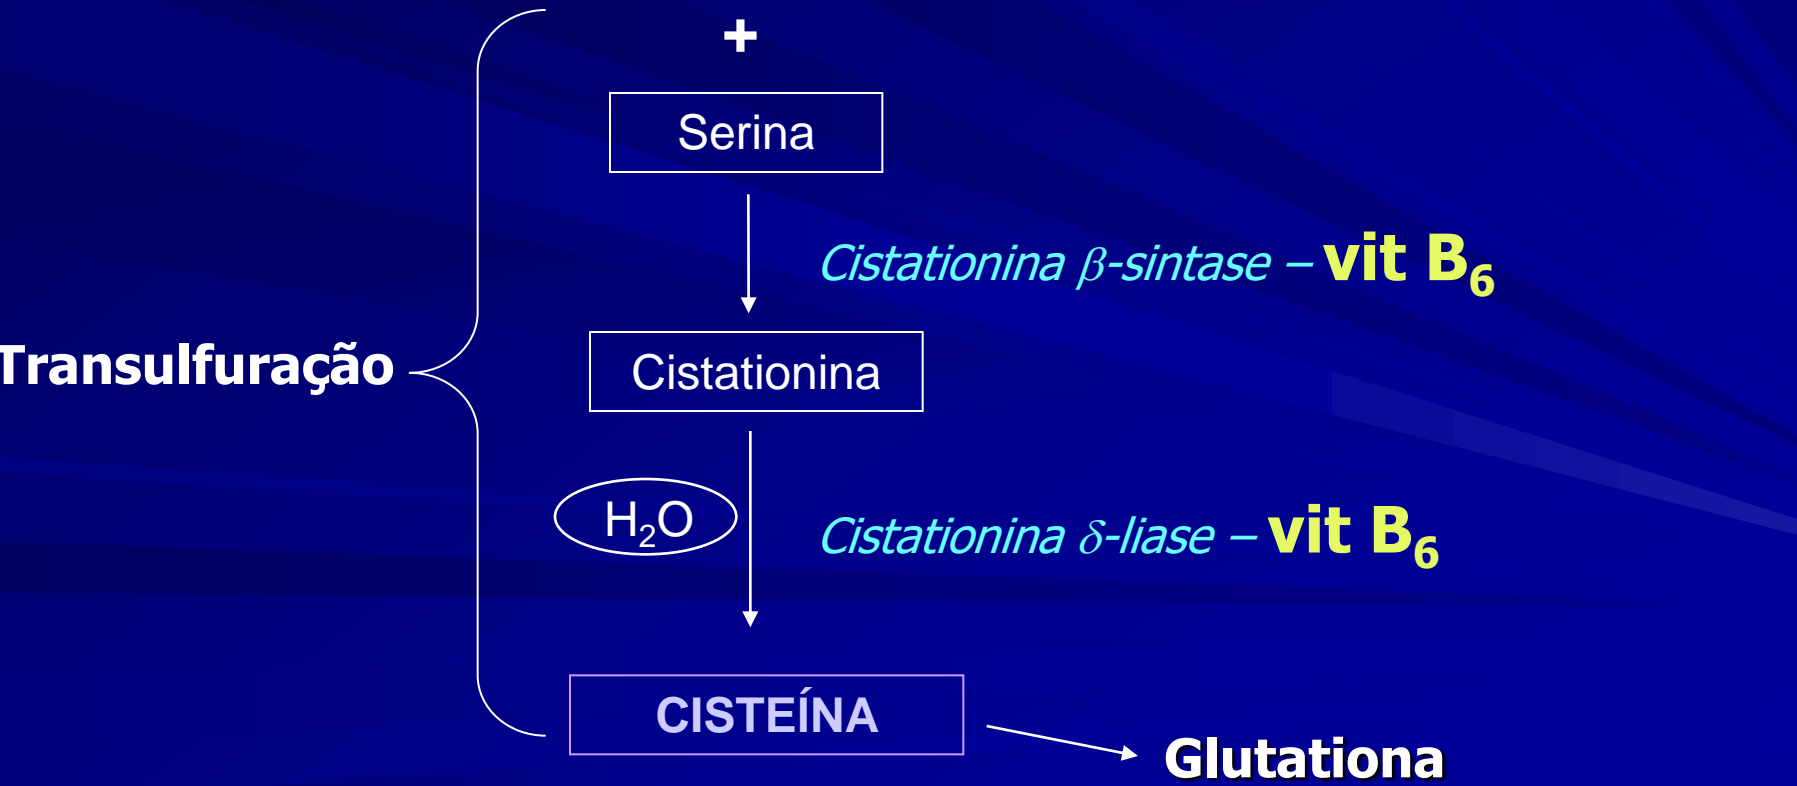 +
Serina
Cistationina β-sintase – vit B₆
Transulfuração
Cistationina
H₂O
Cistationina δ-liase – vit B₆
CISTEÍNA
Glutationa